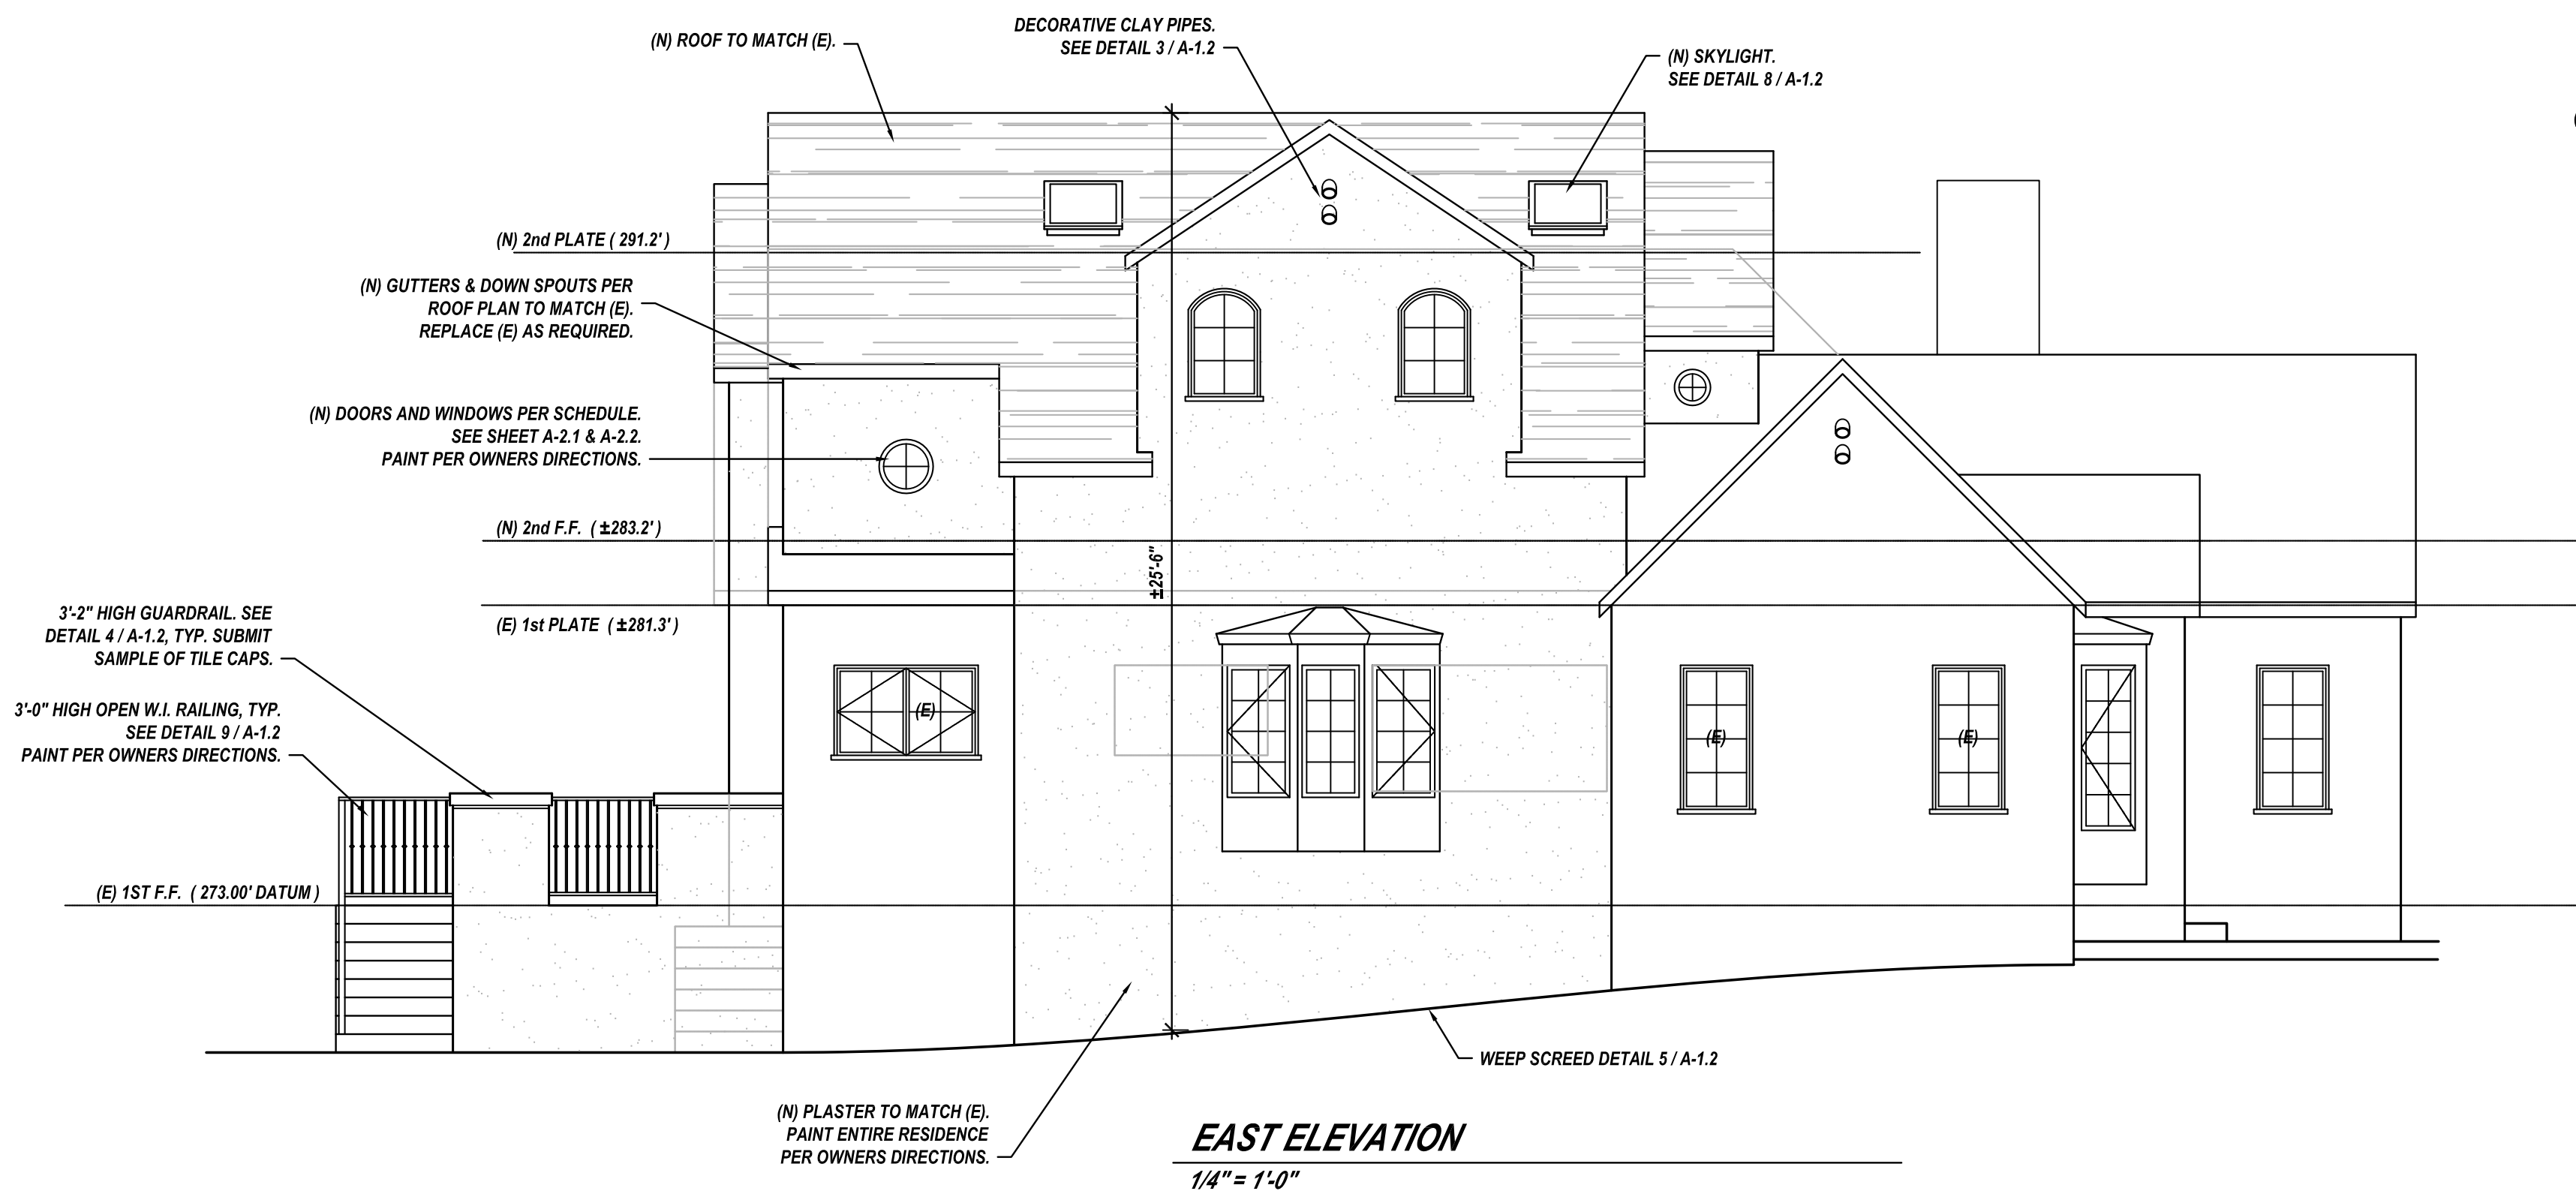 DECORATIVE CLAY PIPES.
SEE DETAIL 3 / A-1.2
(N) ROOF TO MATCH (E).
(N) SKYLIGHT.
SEE DETAIL 8 / A-1.2
(N) 2nd PLATE ( 291.2' )
(N) GUTTERS & DOWN SPOUTS PER
ROOF PLAN TO MATCH (E).
REPLACE (E) AS REQUIRED.
(N) DOORS AND WINDOWS PER SCHEDULE.
SEE SHEET A-2.1 & A-2.2.
PAINT PER OWNERS DIRECTIONS.
(N) 2nd F.F. ( ±283.2' )
±25'-6"
(E) 1st PLATE ( ±281.3' )
3'-2" HIGH GUARDRAIL. SEE
DETAIL 4 / A-1.2, TYP. SUBMIT
SAMPLE OF TILE CAPS.
3'-0" HIGH OPEN W.I. RAILING, TYP.
SEE DETAIL 9 / A-1.2
PAINT PER OWNERS DIRECTIONS.
(E)
(E)
(E)
(E) 1ST F.F. ( 273.00' DATUM )
WEEP SCREED DETAIL 5 / A-1.2
(N) PLASTER TO MATCH (E).
PAINT ENTIRE RESIDENCE
PER OWNERS DIRECTIONS.
EAST ELEVATION
1/4" = 1'-0"